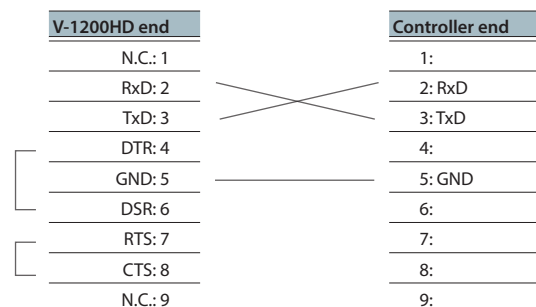 V-1200HD end Controller end
N.C.: 1 1:
RxD: 2 2: RxD
TxD: 3 3: TxD
DTR: 4 4:
GND: 5 5: GND
DSR: 6 6:
RTS: 7 7:
CTS: 8 8:
N.C.: 9 9: